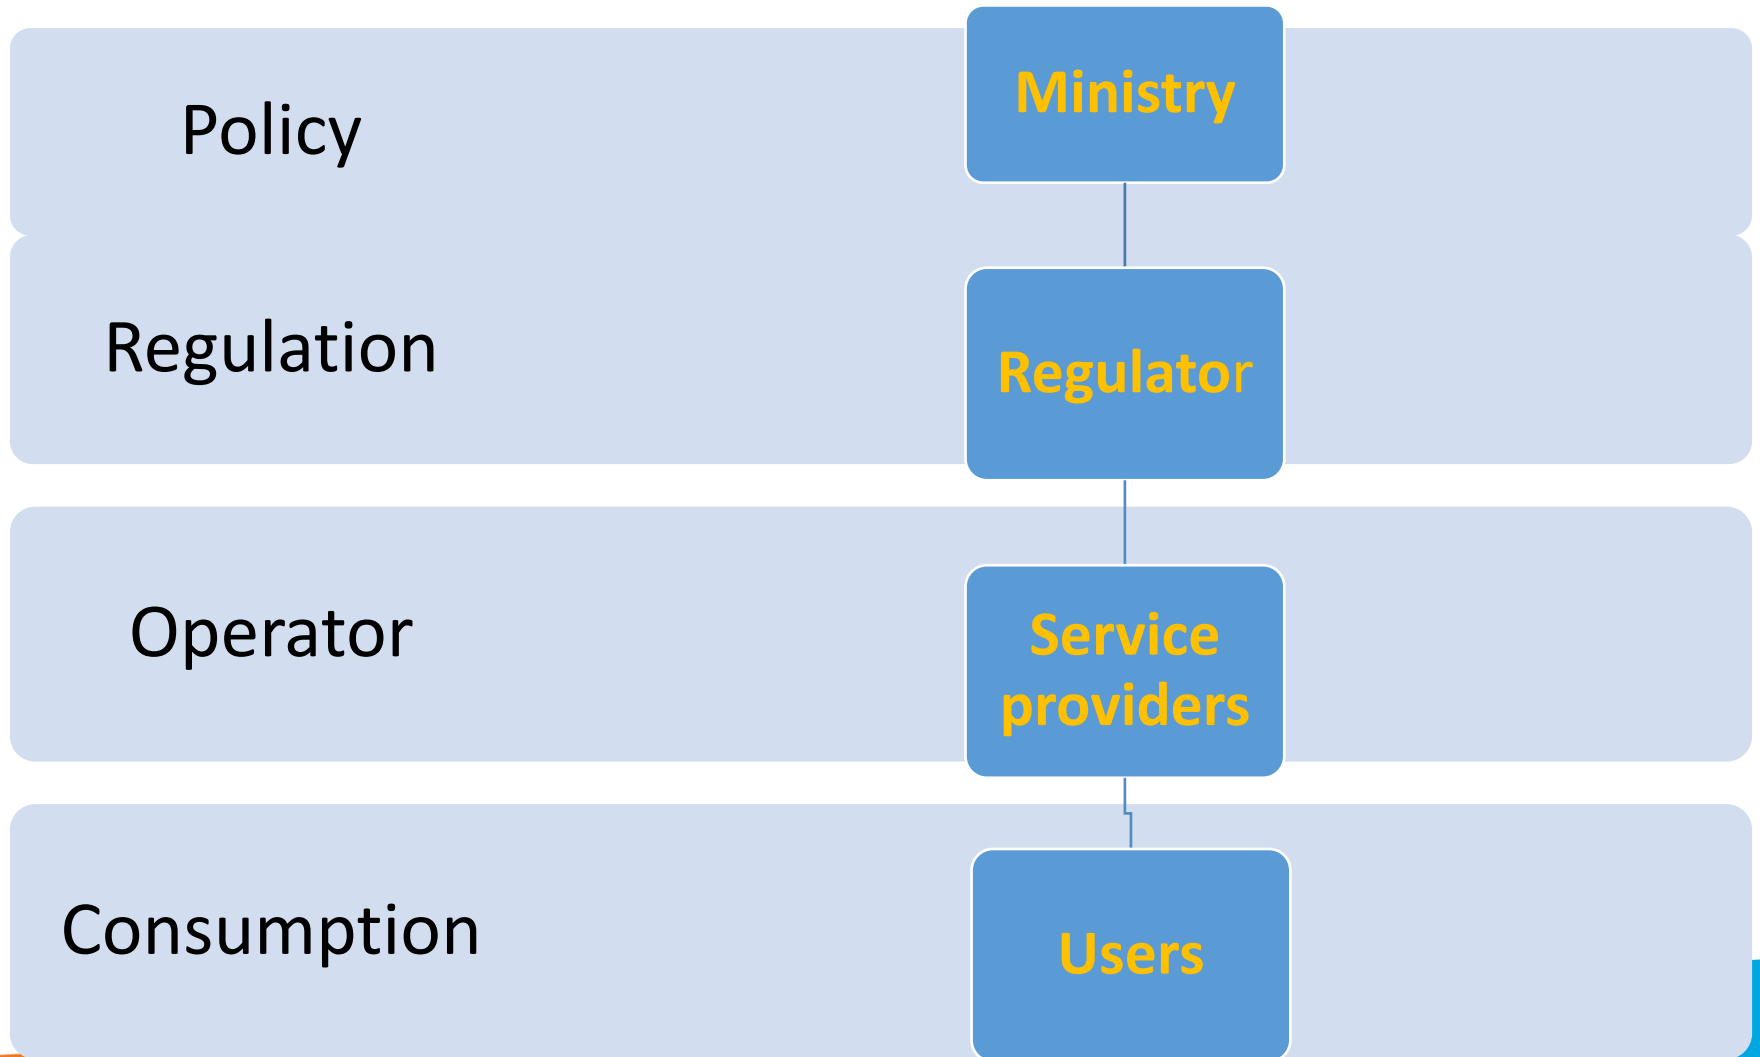 Policy
Ministry
Regulation
Regulator
Operator
Service
providers
Consumption
Users